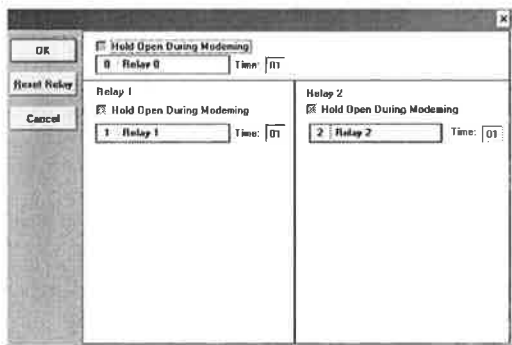 OK
Reset Relay
Cancel
Hold Open During Modeming
0 Relay 0 Time: 01
Relay 1
Hold Open During Modeming
1 Relay 1 Time: 01
Relay 2
Hold Open During Modeming
2 Relay 2 Time: 01